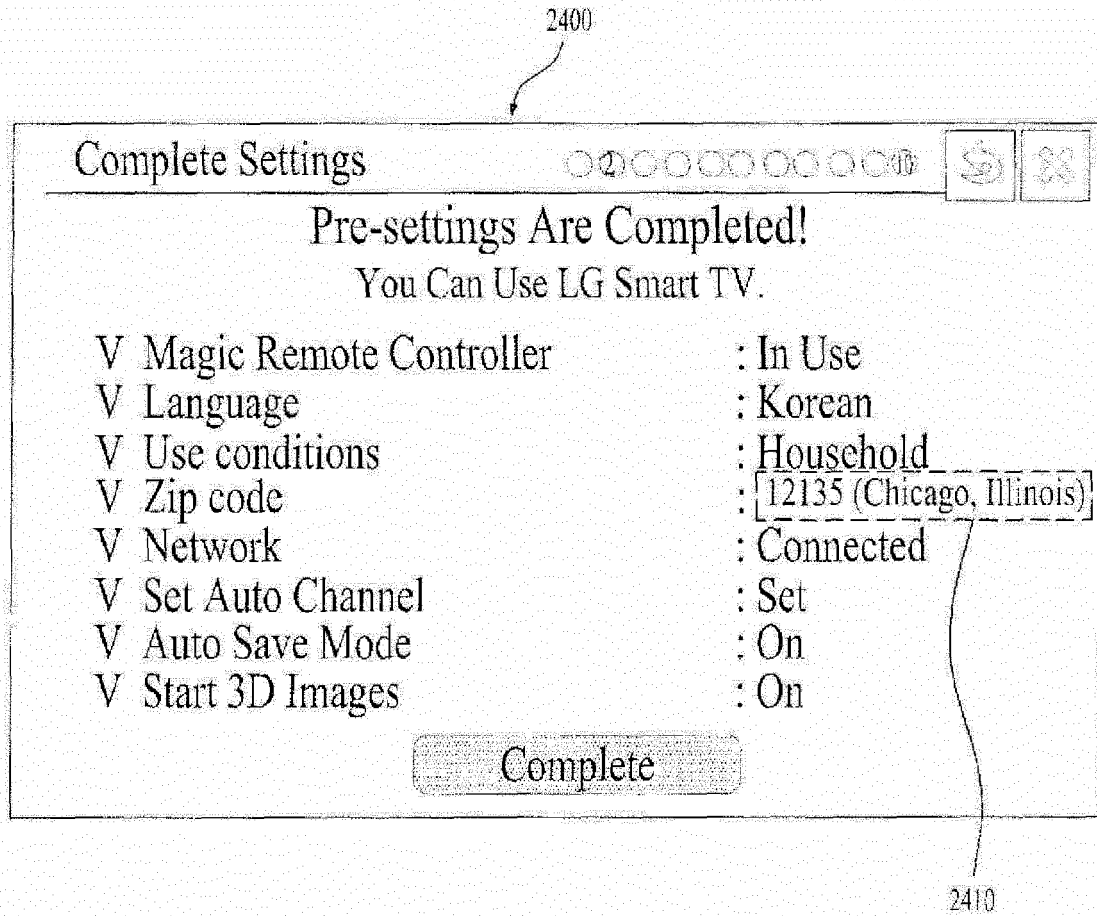 2400
Complete Settings 2 10
Pre-settings Are Completed!
You Can Use LG Smart TV.
V Magic Remote Controller : In Use
V Language : Korean
V Use conditions : Household
V Zip code : 12135 (Chicago, Illinois)
V Network : Connected
V Set Auto Channel : Set
V Auto Save Mode : On
V Start 3D Images : On
Complete
2410